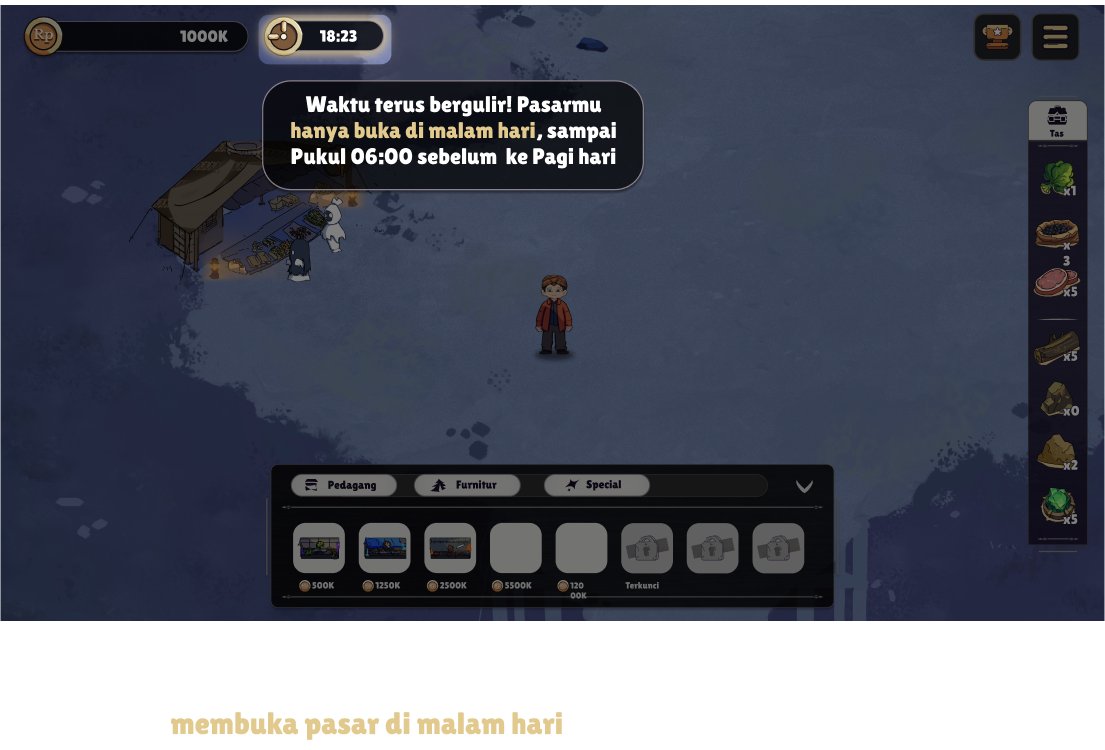 Rp
1000K
18:23
Waktu terus bergulir! Pasarmu
hanya buka di malam hari, sampai
Pukul 06:00 sebelum ke Pagi hari
Tas
x1
x
3
x5
x5
x0
x2
x5
Pedagang
Furnitur
Special
500K
1250K
2500K
5500K
120
00K
Terkunci
membuka pasar di malam hari